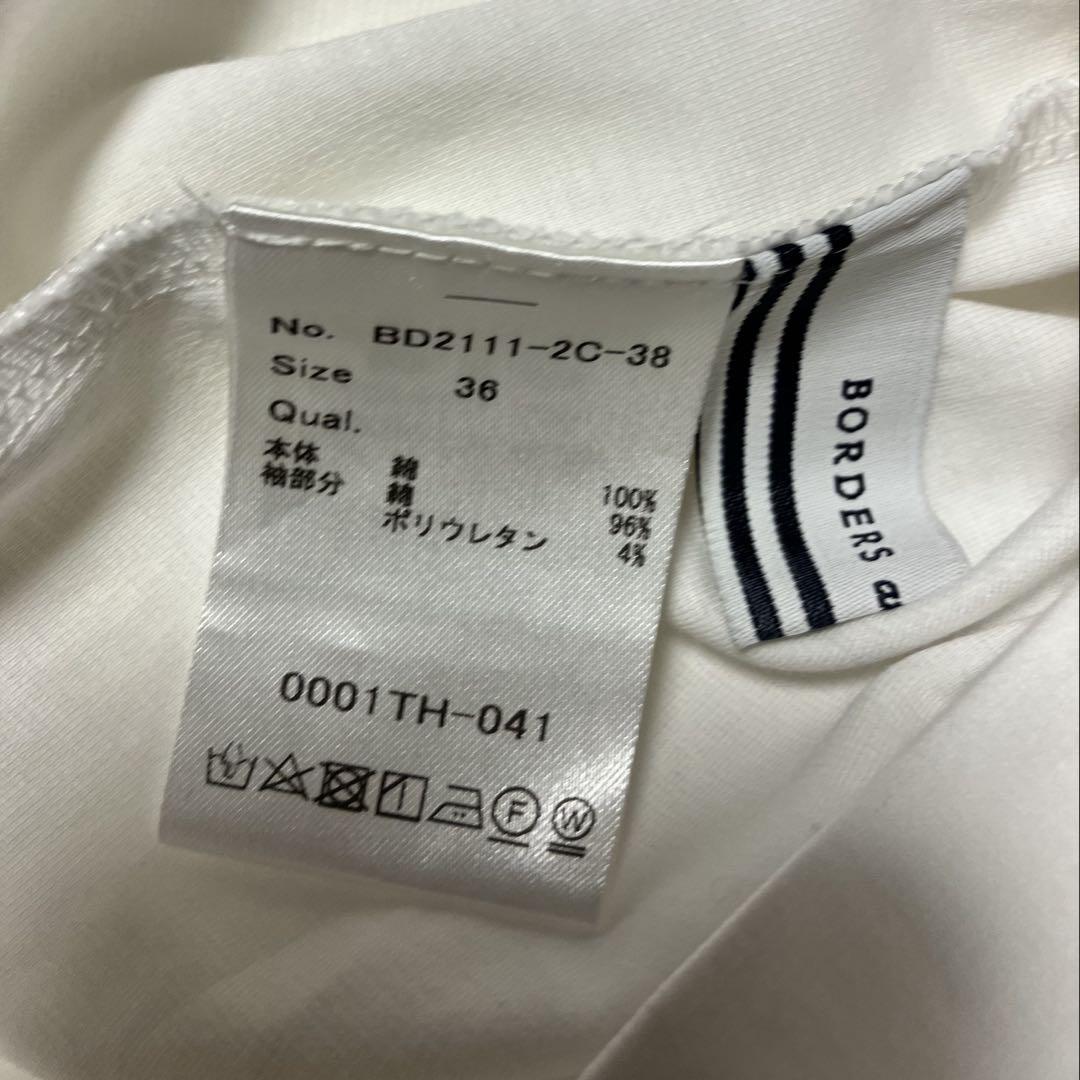 No. BD2111-2C-38
Size 36
Qual.
本体 綿 100%
袖部分 綿 96%
ポリウレタン 4%
0001TH-041
F W
BORDERS